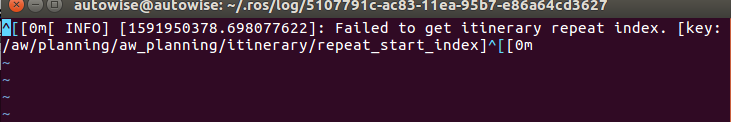 autowise@autowise: ~/.ros/log/5107791c-ac83-11ea-95b7-e86a64cd3627
^[[0m[ INFO] [1591950378.698077622]: Failed to get itinerary repeat index. [key:
/aw/planning/aw_planning/itinerary/repeat_start_index]^[[0m
~
~
~
~